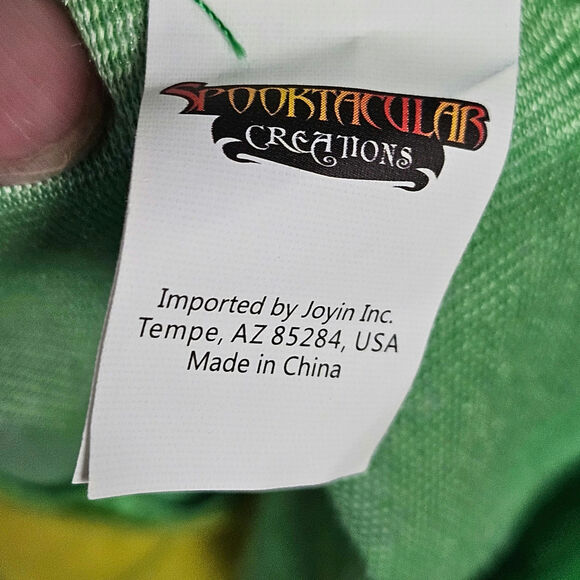 SPOOKTACULAR
CREATIONS
Imported by Joyin Inc.
Tempe, AZ 85284, USA
Made in China